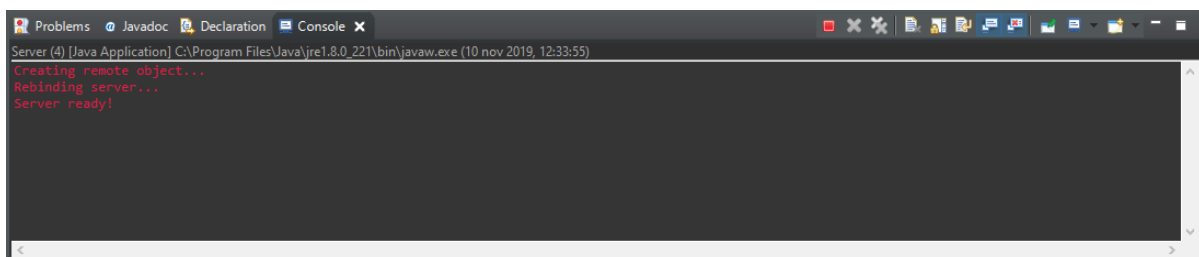 Problems @ Javadoc Declaration Console
Server (4) [Java Application] C:\Program Files\Java\jre1.8.0_221\bin\javaw.exe (10 nov 2019, 12:33:55)
Creating remote object...
Rebinding server...
Server ready!